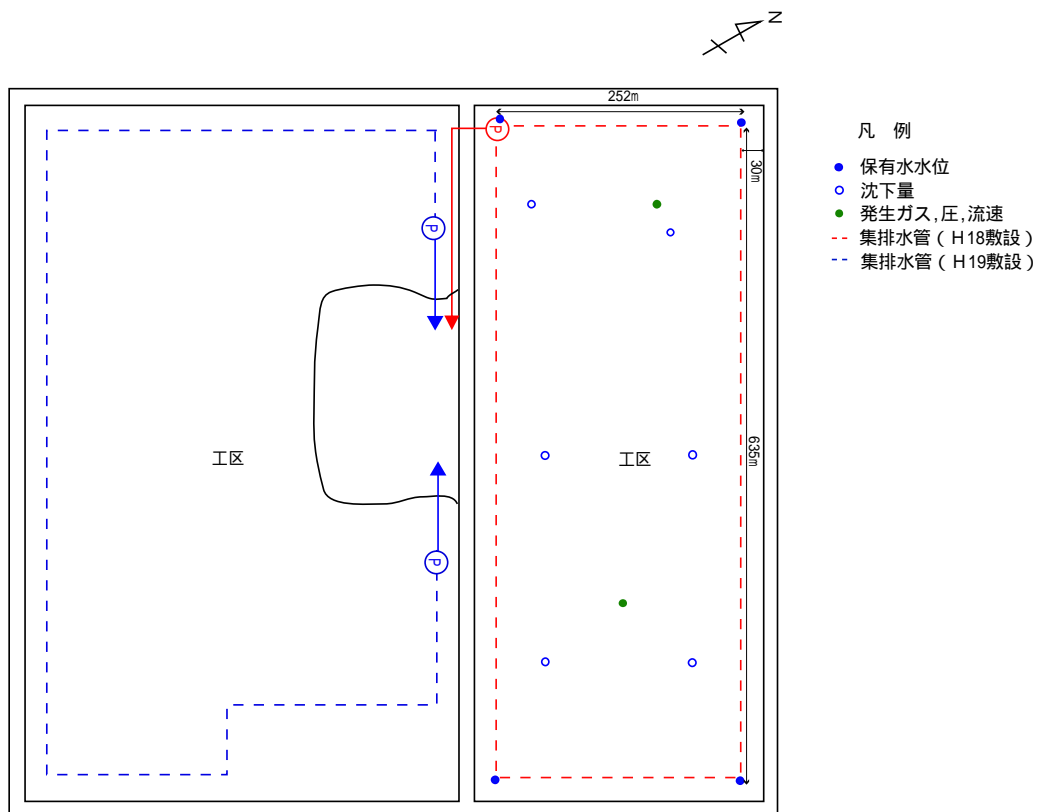 N
252m
30m
635m
P
P
P
工区
工区
凡 例
保有水水位
沈下量
発生ガス,圧,流速
集排水管（H18敷設）
集排水管（H19敷設）